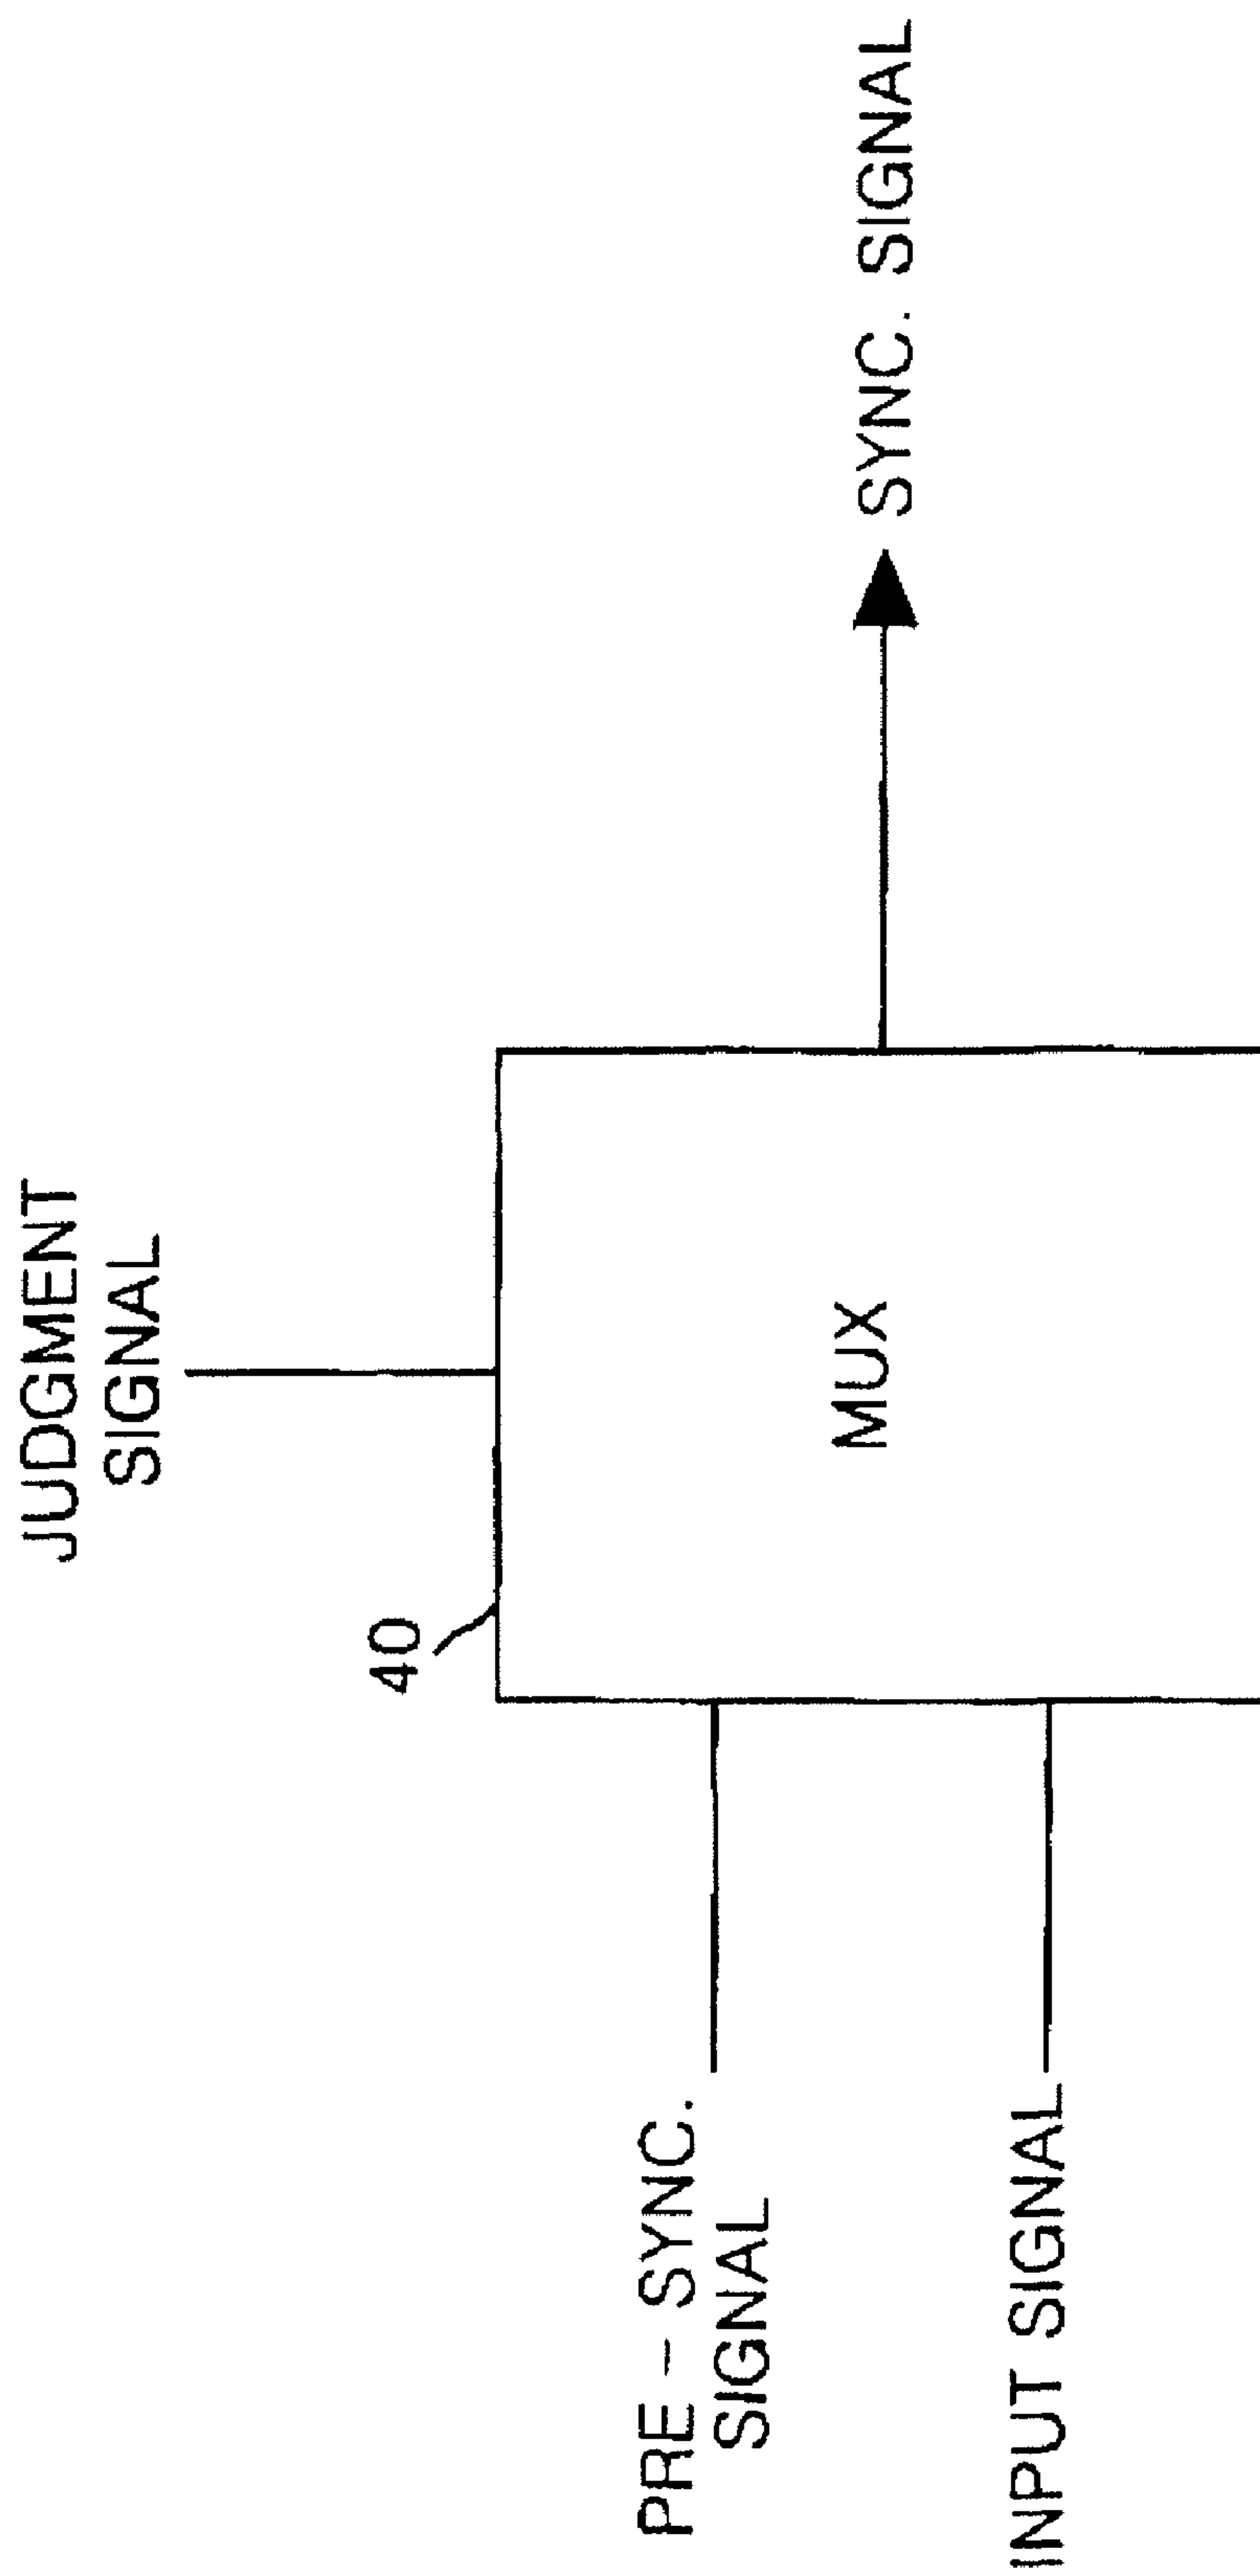 JUDGMENT
SIGNAL
40
PRE – SYNC.
SIGNAL
MUX
SYNC. SIGNAL
INPUT SIGNAL